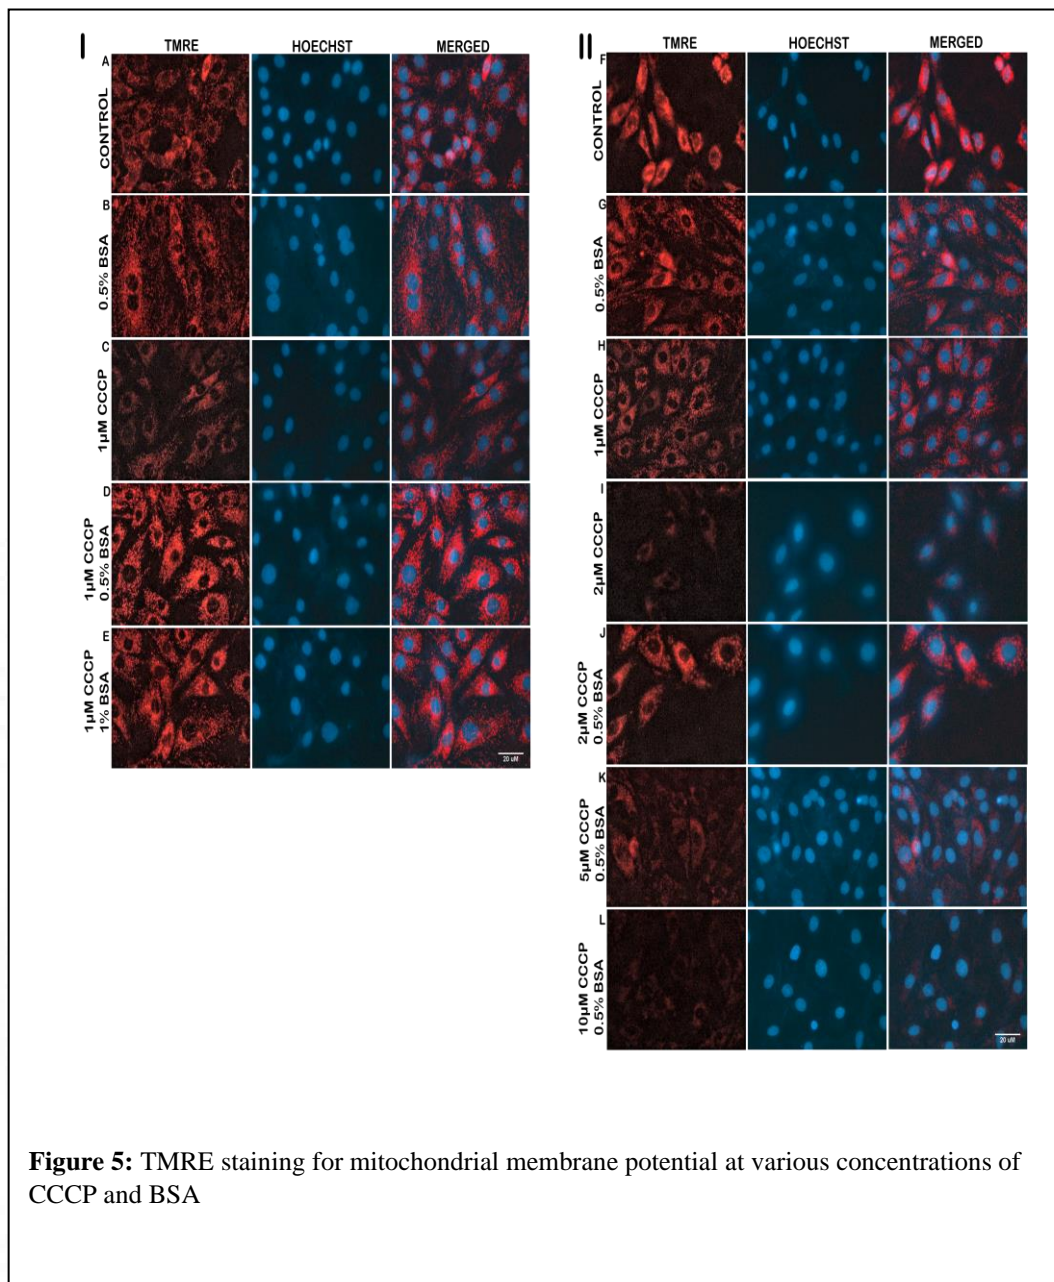 I
TMRE HOECHST MERGED
A
CONTROL
B
0.5% BSA
C
1µM CCCP
D
1µM CCCP
0.5% BSA
E
1µM CCCP
1% BSA
20 uM
II
TMRE HOECHST MERGED
F
CONTROL
G
0.5% BSA
H
1µM CCCP
I
2µM CCCP
J
2µM CCCP
0.5% BSA
K
5µM CCCP
0.5% BSA
L
10µM CCCP
0.5% BSA
20 uM
Figure 5: TMRE staining for mitochondrial membrane potential at various concentrations of
CCCP and BSA